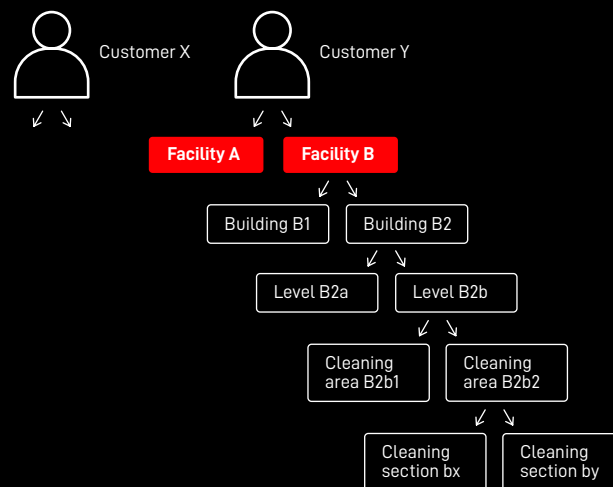 Customer X
Customer Y
Facility A
Facility B
Building B1
Building B2
Level B2a
Level B2b
Cleaning
area B2b1
Cleaning
area B2b2
Cleaning
section bx
Cleaning
section by